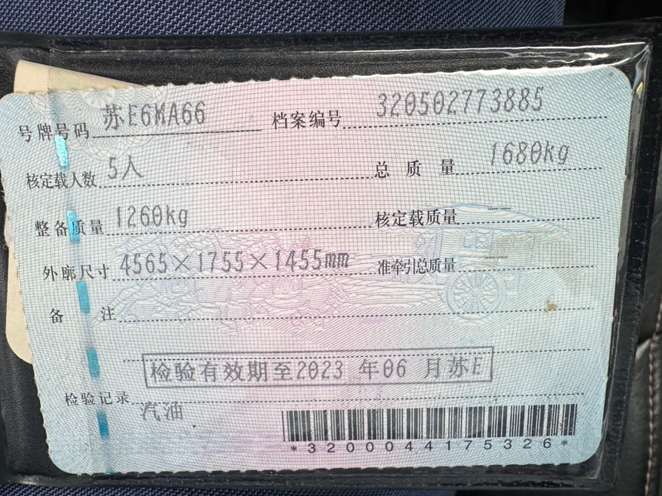 号牌号码 苏E6MA66 档案编号 320502773885
核定载人数 5人 总质量 1680kg
整备质量 1260kg 核定载质量
外廓尺寸 4565×1755×1455mm 准牵引总质量
备注
检验有效期至2023 年06 月苏E
检验记录
汽油
*3200044175326*